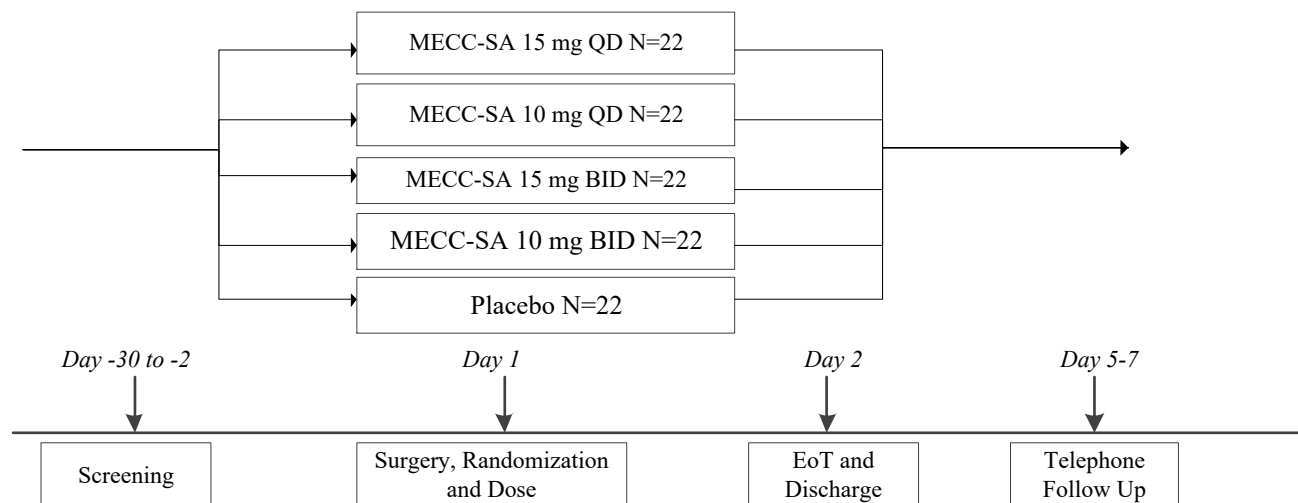 MECC-SA 15 mg QD N=22
MECC-SA 10 mg QD N=22
MECC-SA 15 mg BID N=22
MECC-SA 10 mg BID N=22
Placebo N=22
Day -30 to -2
Day 1
Day 2
Day 5-7
Screening
Surgery, Randomization
and Dose
EoT and
Discharge
Telephone
Follow Up